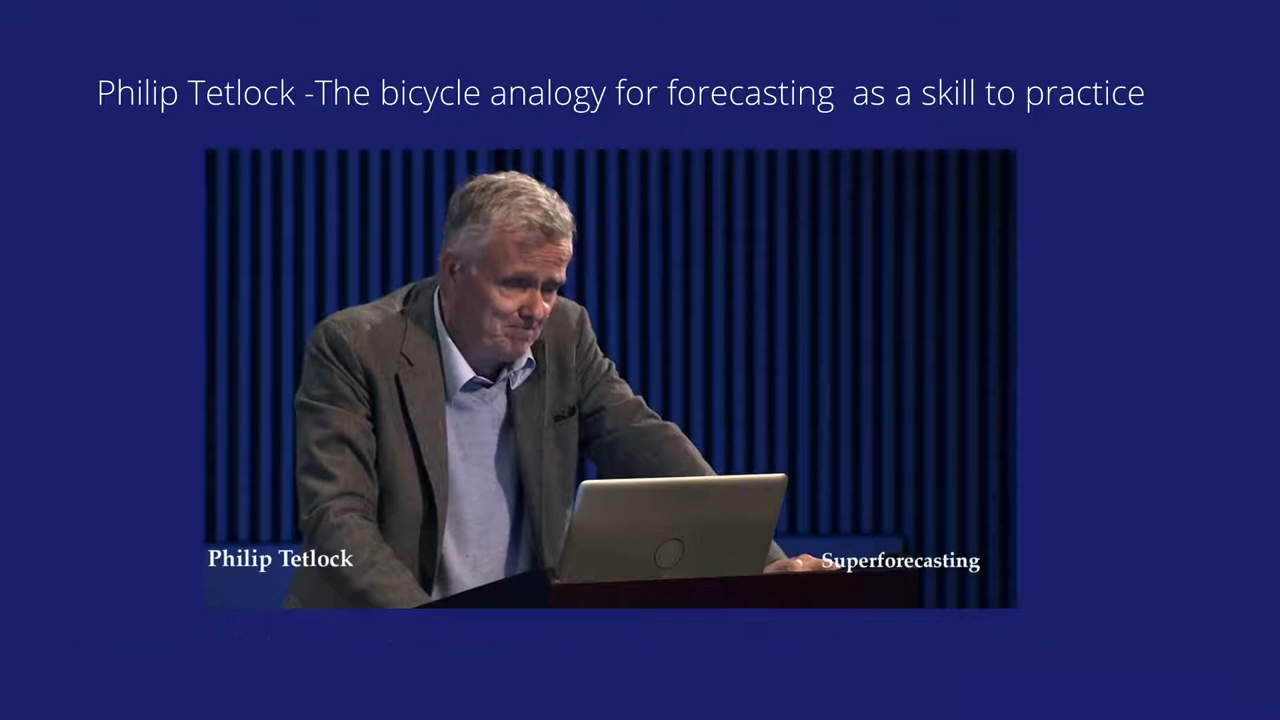 Philip Tetlock -The bicycle analogy for forecasting  as a skill to practice
Philip Tetlock
Superforecasting